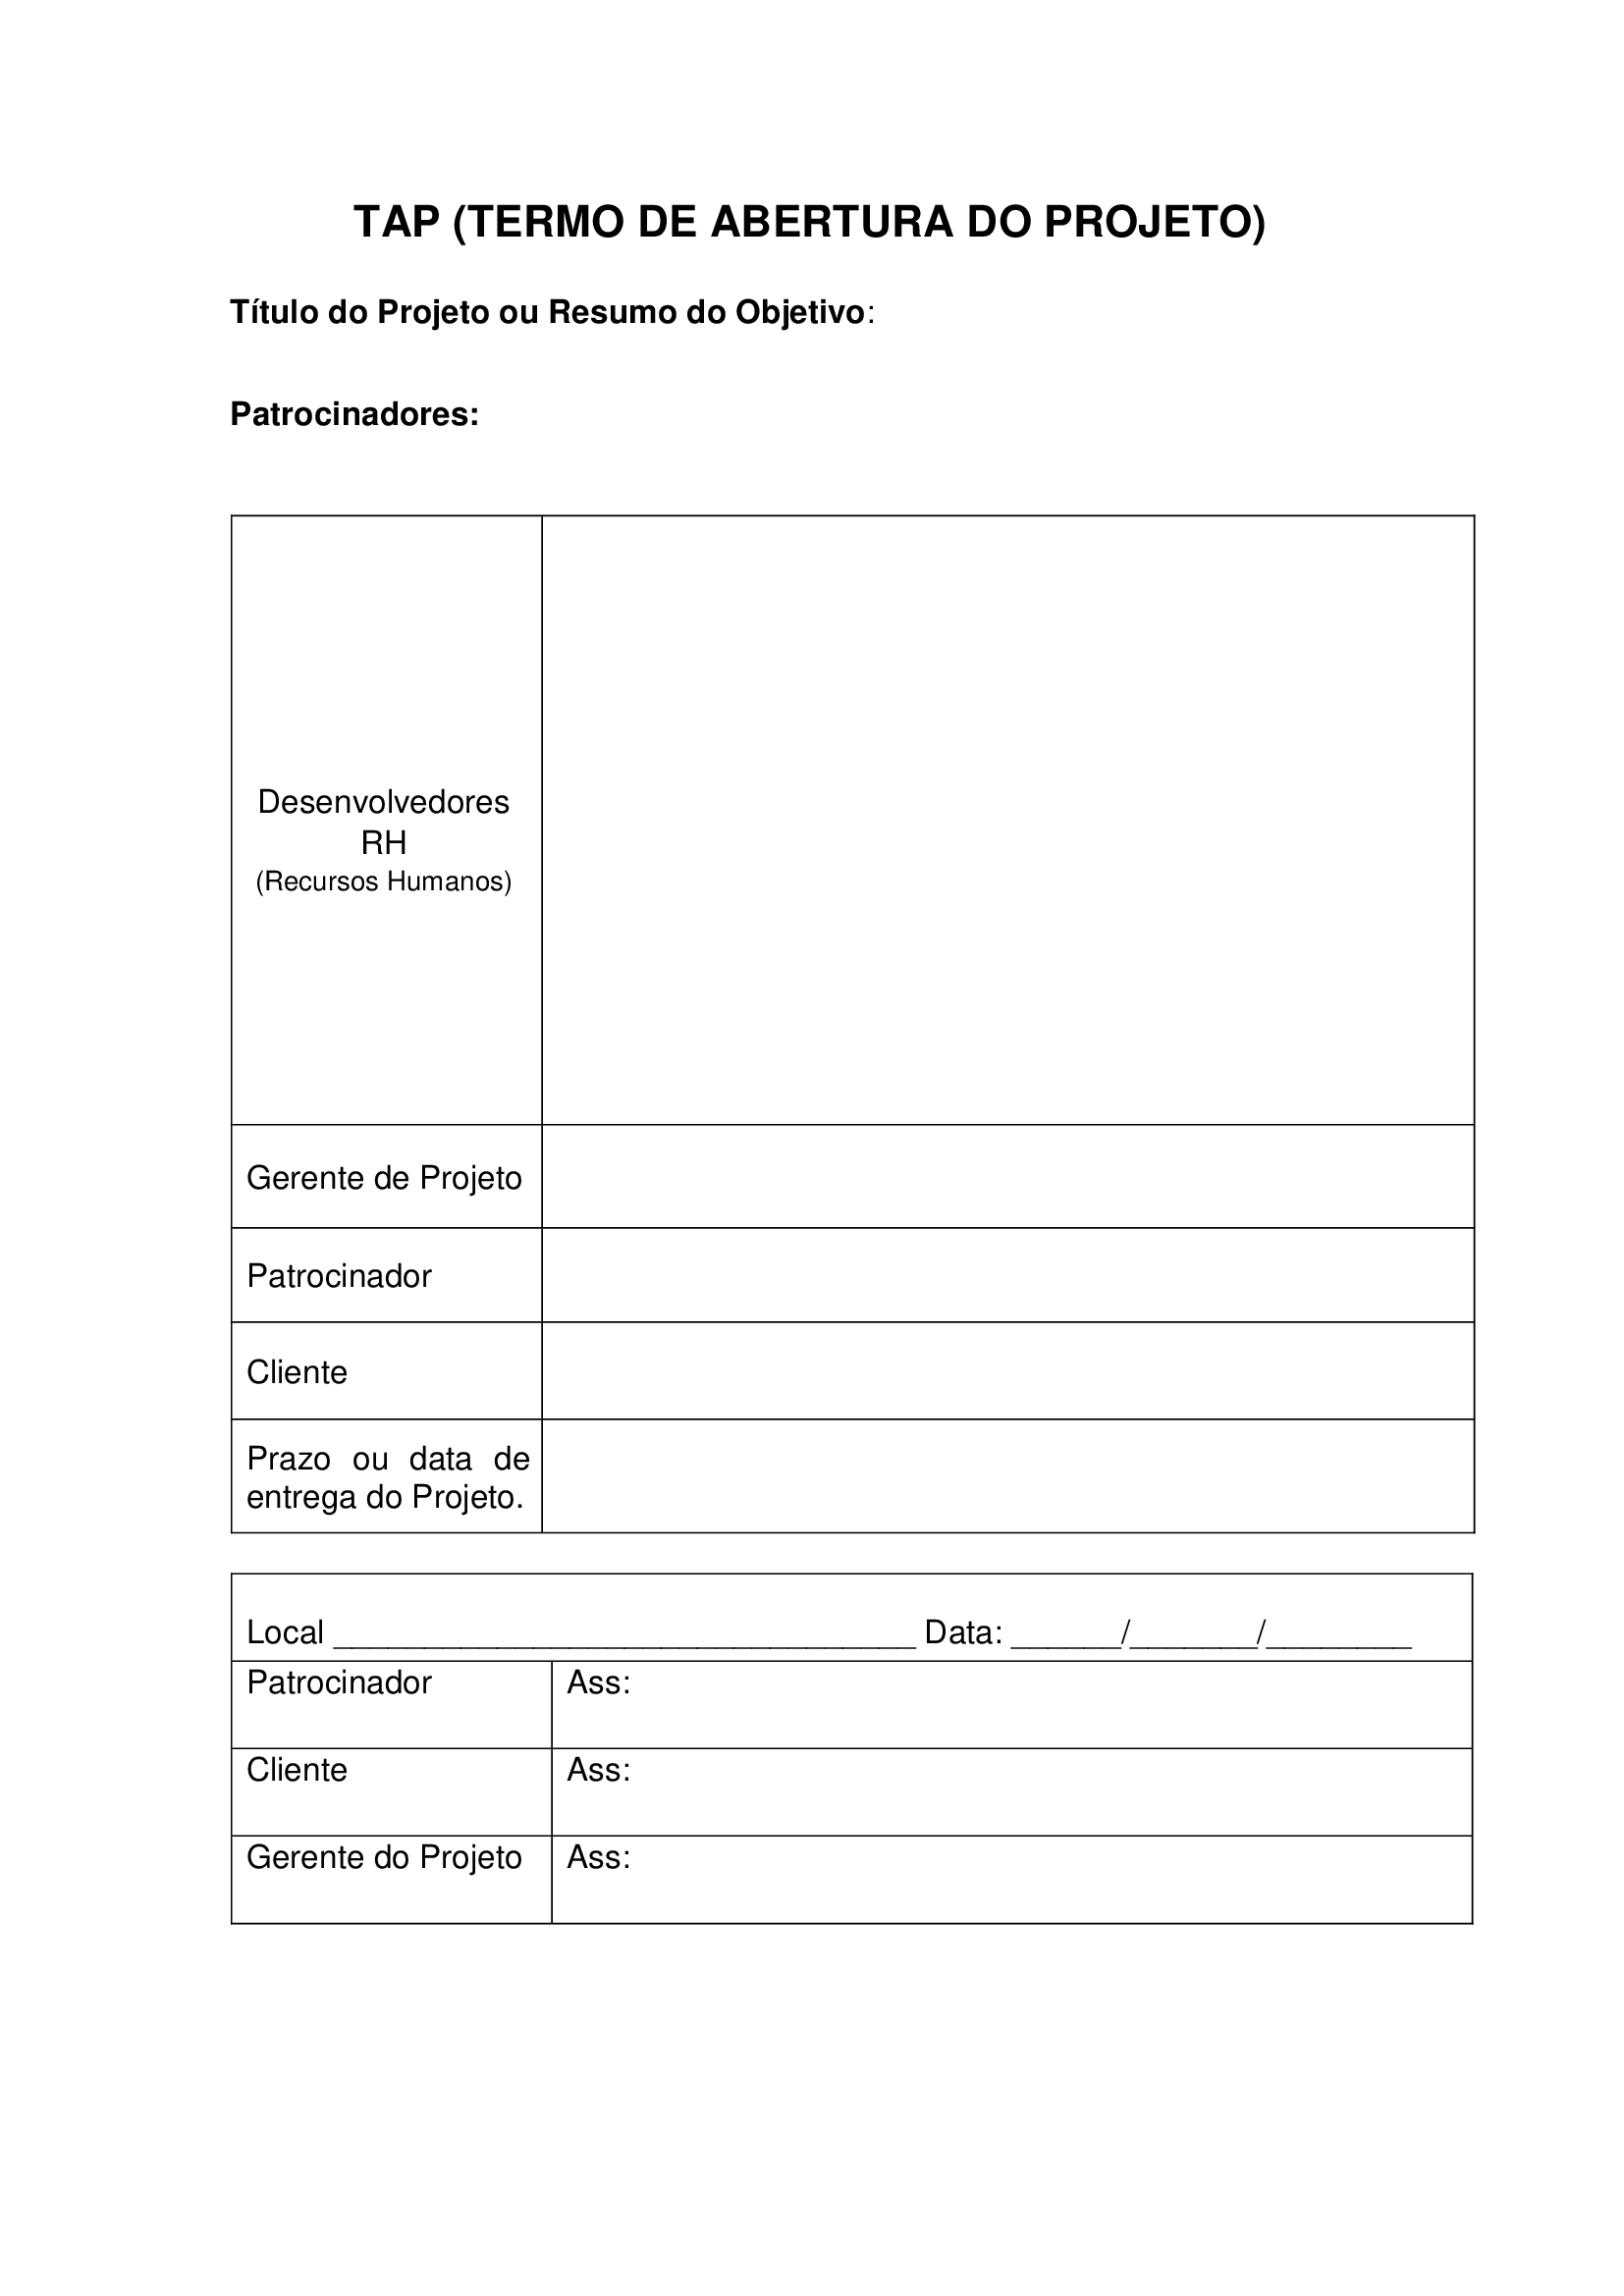 TAP (TERMO DE ABERTURA DO PROJETO)
Título do Projeto ou Resumo do Objetivo:
Patrocinadores:
Desenvolvedores
RH
(Recursos Humanos)
Gerente de Projeto
Patrocinador
Cliente
Prazo ou data de
entrega do Projeto.
Local ________________________________ Data: ______/_______/________
Patrocinador Ass:
Cliente Ass:
Gerente do Projeto Ass: